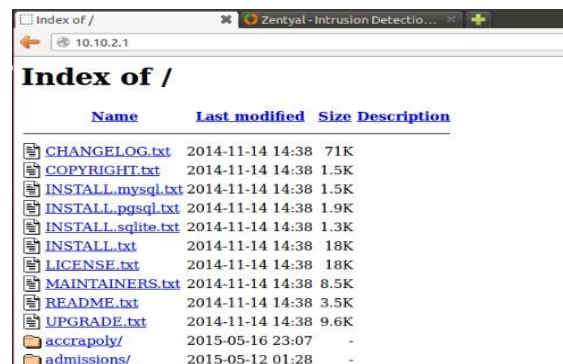 Index of /
Zentyal - Intrusion Detectio...
10.10.2.1
Index of /
Name Last modified Size Description
CHANGELOG.txt 2014-11-14 14:38 71K
COPYRIGHT.txt 2014-11-14 14:38 1.5K
INSTALL.mysql.txt 2014-11-14 14:38 1.5K
INSTALL.pgsql.txt 2014-11-14 14:38 1.9K
INSTALL.sqlite.txt 2014-11-14 14:38 1.3K
INSTALL.txt 2014-11-14 14:38 18K
LICENSE.txt 2014-11-14 14:38 18K
MAINTAINERS.txt 2014-11-14 14:38 8.5K
README.txt 2014-11-14 14:38 3.5K
UPGRADE.txt 2014-11-14 14:38 9.6K
accrapoly/ 2015-05-16 23:07 -
admissions/ 2015-05-12 01:28 -